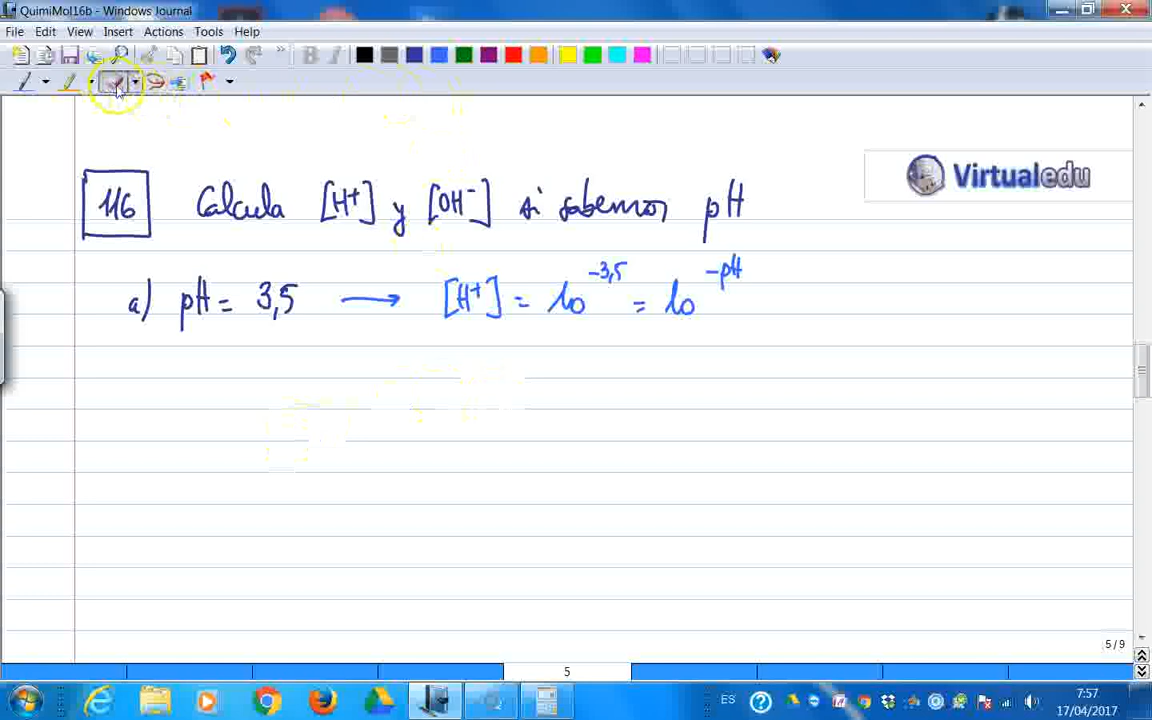 QuimiMol16b - Windows Journal
File Edit View Insert Actions Tools Help
B I
116 Calcula [H⁺] y [OH⁻] si sabemos pH
Virtualedu
a) pH = 3,5 → [H⁺] = 10^-3,5 = 10^-pH
5 / 9
5
ES
7:57
17/04/2017